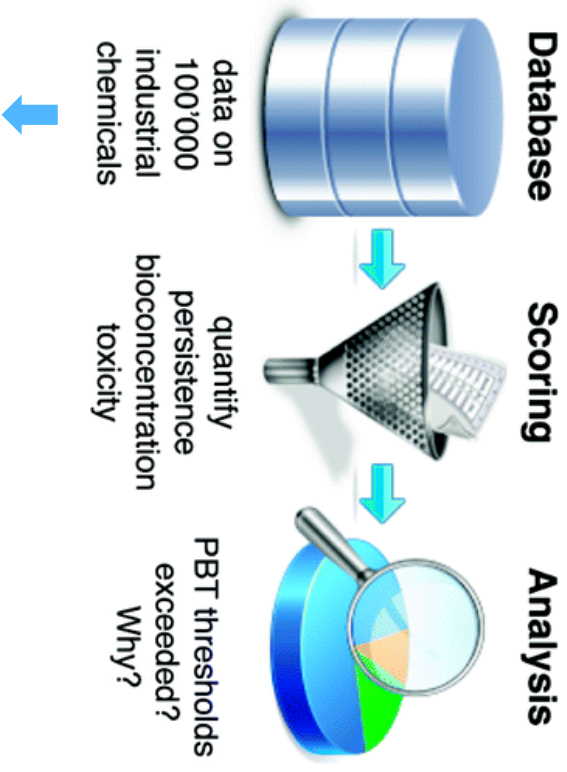 Database
data on
100'000
industrial
chemicals
Scoring
quantify
persistence
bioconcentration
toxicity
Analysis
PBT thresholds
exceeded?
Why?